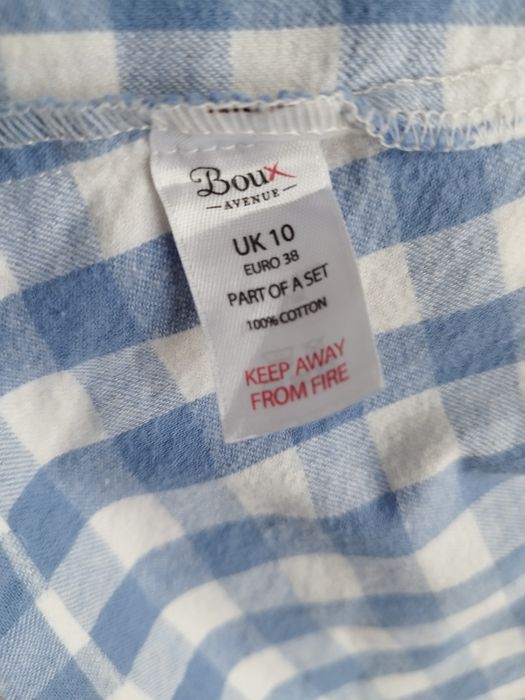 Boux
AVENUE
UK 10
EURO 38
PART OF A SET
100% COTTON
KEEP AWAY
FROM FIRE